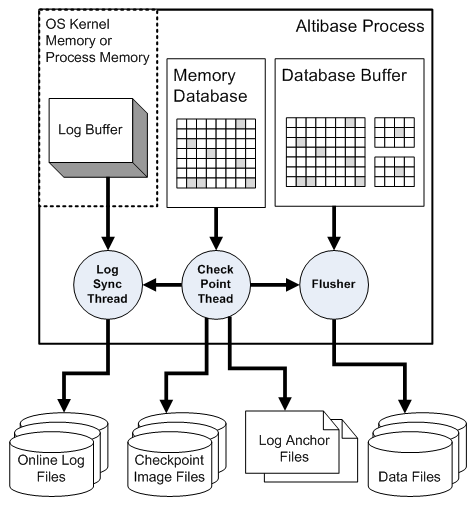 OS Kernel
Memory or
Process Memory
Altibase Process
Log Buffer
Memory
Database
Database Buffer
Log
Sync
Thread
Check
Point
Thead
Flusher
Online Log
Files
Checkpoint
Image Files
Log Anchor
Files
Data Files